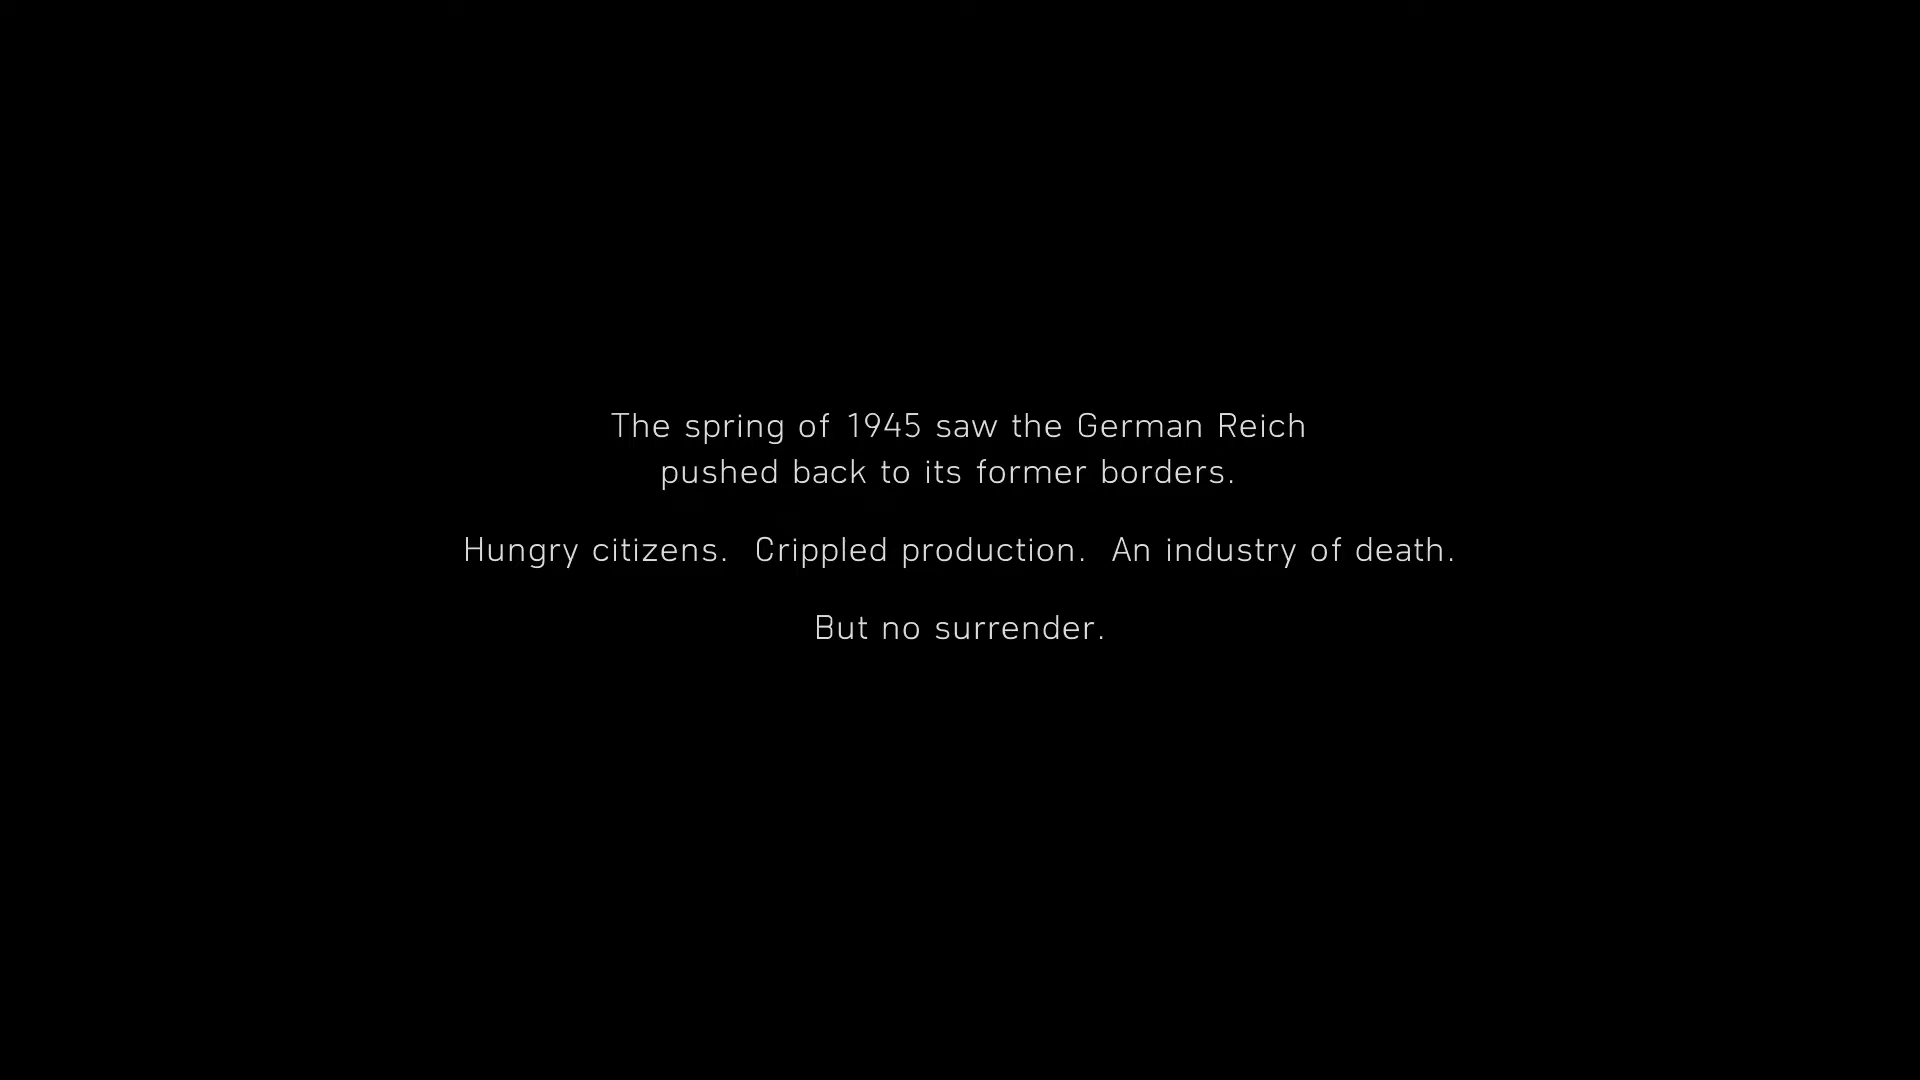 The spring of 1945 saw the German Reich
pushed back to its former borders.
Hungry citizens. Crippled production. An industry of death.
But no surrender.